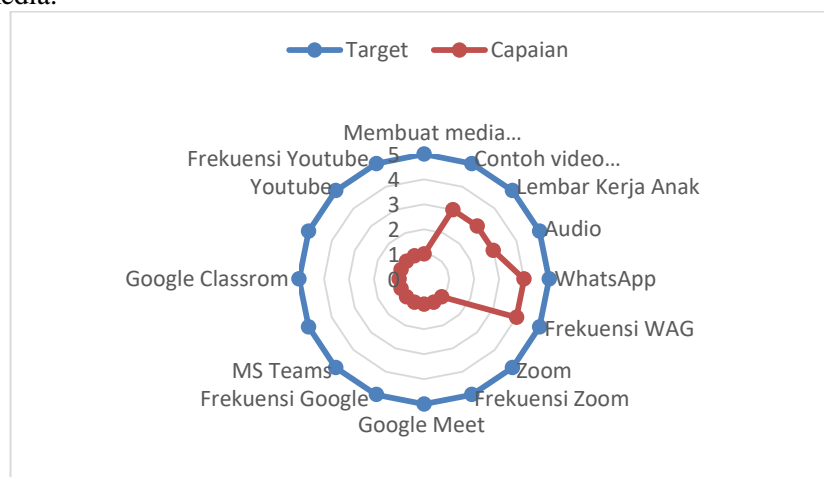 Target Capaian
Membuat media...
Frekuensi Youtube 5 Contoh video...
Youtube 4 Lembar Kerja Anak
3 Audio
2
1
Google Classrom 0 WhatsApp
Frekuensi WAG
MS Teams Zoom
Frekuensi Google Frekuensi Zoom
Google Meet